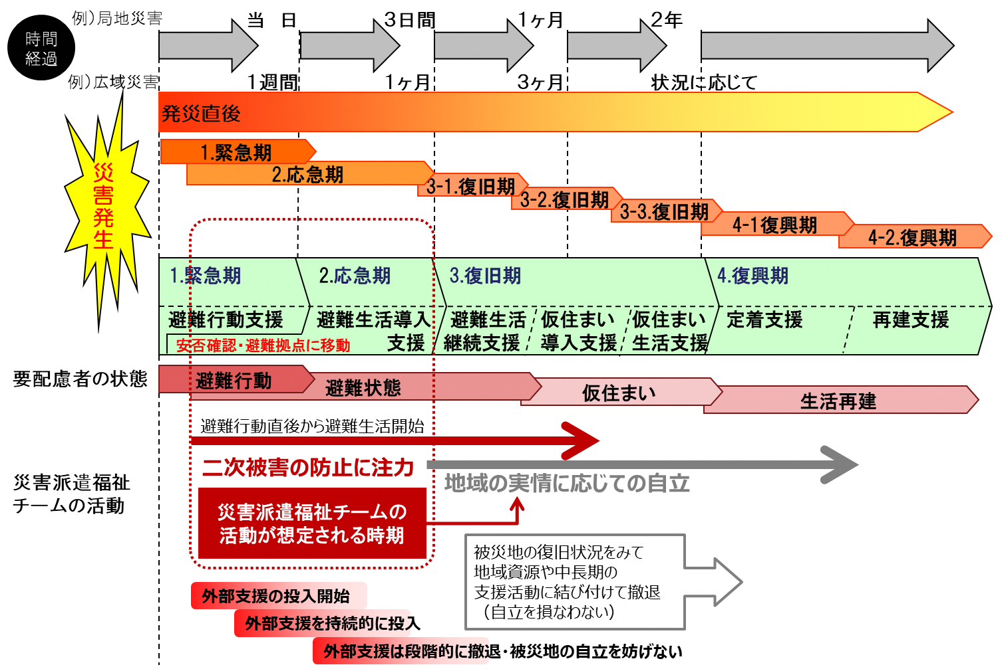 例）局地災害
当　日
3日間
1ヶ月
2年
時間
経過
例）広域災害
1週間
1ヶ月
3ヶ月
状況に応じて
発災直後
災害発生
1.緊急期
2.応急期
3-1.復旧期
3-2.復旧期
3-3.復旧期
4-1復興期
4-2.復興期
1.緊急期
2.応急期
3.復旧期
4.復興期
避難行動支援
安否確認・避難拠点に移動
避難生活導入
支援
避難生活
継続支援
仮住まい
導入支援
仮住まい
生活支援
定着支援
再建支援
要配慮者の状態
避難行動
避難状態
仮住まい
生活再建
避難行動直後から避難生活開始
二次被害の防止に注力
地域の実情に応じての自立
災害派遣福祉
チームの活動
災害派遣福祉チームの
活動が想定される時期
被災地の復旧状況をみて
地域資源や中長期の
支援活動に結び付けて撤退
（自立を損なわない）
外部支援の投入開始
外部支援を持続的に投入
外部支援は段階的に撤退・被災地の自立を妨げない